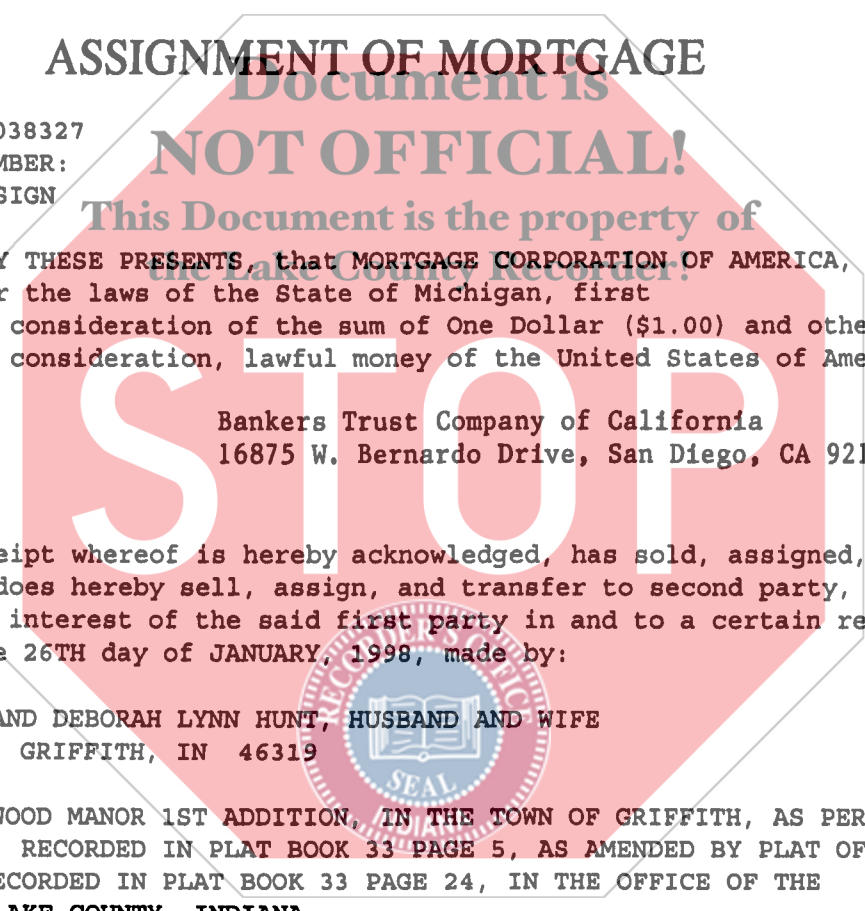 ASSIGNMENT OF MORTGAGE
Document is
038327
NOT OFFICIAL!
MBER:
SIGN
This Document is the property of
Y THESE PRESENTS, that MORTGAGE CORPORATION OF AMERICA,
the Lake County Recorder!
r the laws of the State of Michigan, first
consideration of the sum of One Dollar ($1.00) and othe
consideration, lawful money of the United States of Ame
STOP
Bankers Trust Company of California
16875 W. Bernardo Drive, San Diego, CA 921
eipt whereof is hereby acknowledged, has sold, assigned,
does hereby sell, assign, and transfer to second party,
interest of the said first party in and to a certain re
e 26TH day of JANUARY, 1998, made by:
RECORDER'S OFFICE
AND DEBORAH LYNN HUNT, HUSBAND AND WIFE
GRIFFITH, IN 46319
SEAL
INDIANA
WOOD MANOR 1ST ADDITION, IN THE TOWN OF GRIFFITH, AS PER
RECORDED IN PLAT BOOK 33 PAGE 5, AS AMENDED BY PLAT OF
ECORDED IN PLAT BOOK 33 PAGE 24, IN THE OFFICE OF THE
LAKE COUNTY, INDIANA